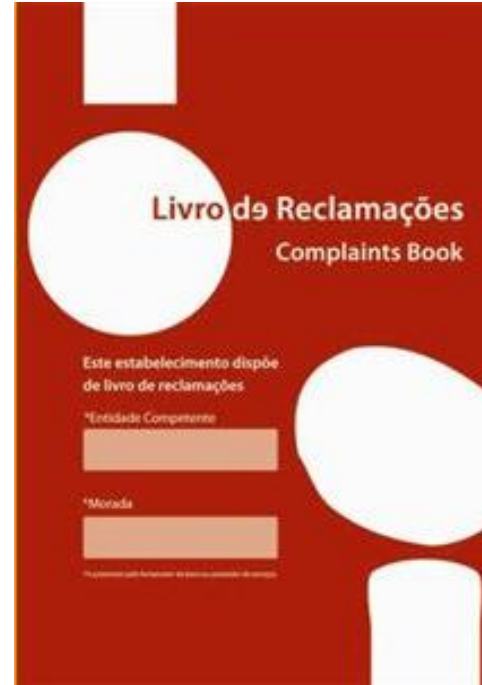 Livro de Reclamações
Complaints Book
Este estabelecimento dispõe
de livro de reclamações
*Entidade Competente
*Morada